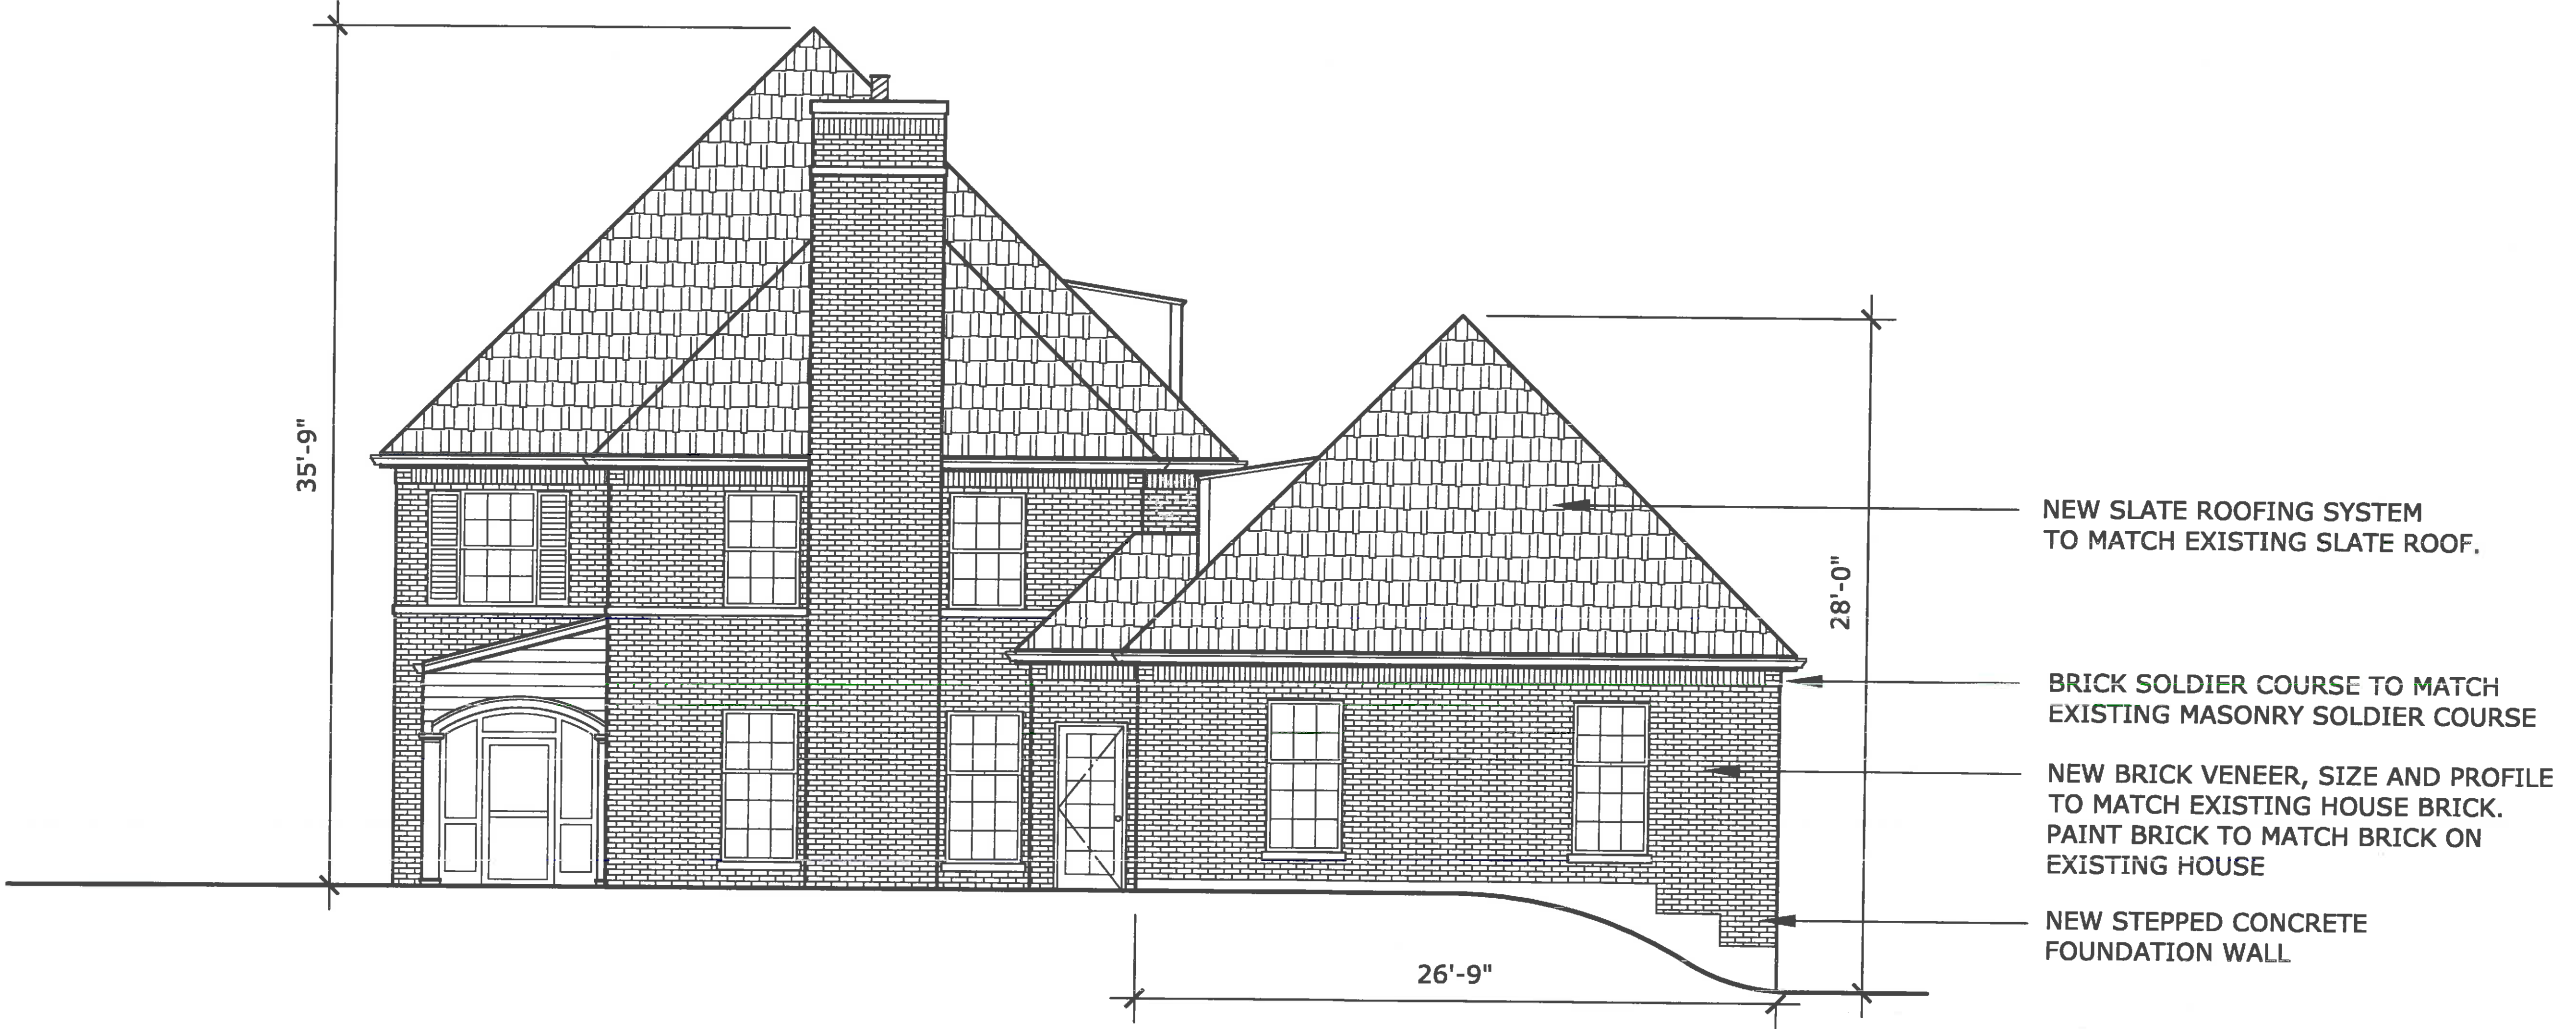 35'-9"
NEW SLATE ROOFING SYSTEM
TO MATCH EXISTING SLATE ROOF.
28'-0"
BRICK SOLDIER COURSE TO MATCH
EXISTING MASONRY SOLDIER COURSE
NEW BRICK VENEER, SIZE AND PROFILE
TO MATCH EXISTING HOUSE BRICK.
PAINT BRICK TO MATCH BRICK ON
EXISTING HOUSE
NEW STEPPED CONCRETE
FOUNDATION WALL
26'-9"